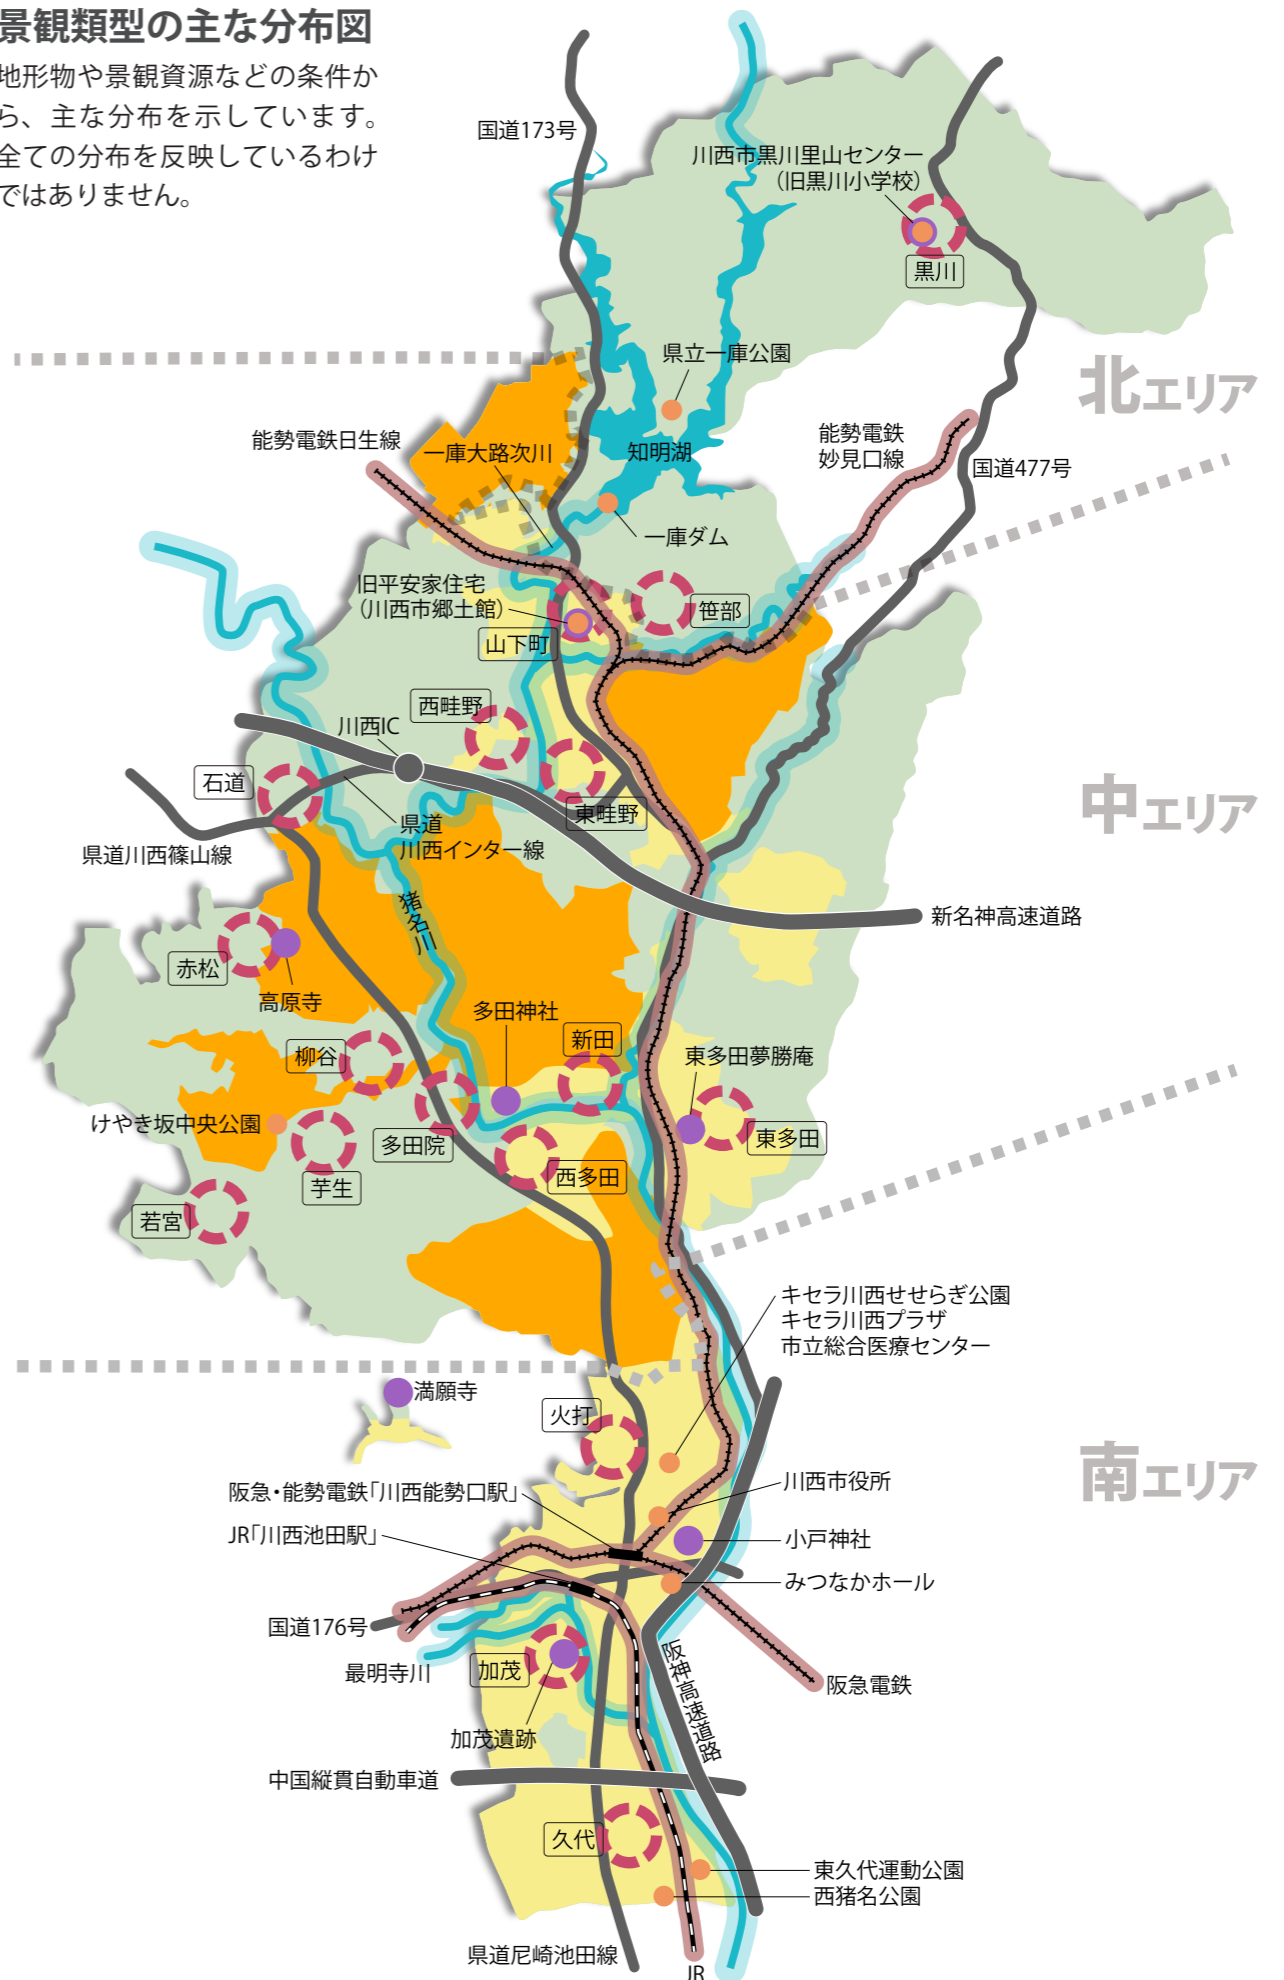 景観類型の主な分布図
地形物や景観資源などの条件か
ら、主な分布を示しています。
全ての分布を反映しているわけ
ではありません。
国道173号
川西市黒川里山センター
（旧黒川小学校）
黒川
県立一庫公園
北エリア
能勢電鉄日生線
一庫大路次川
知明湖
能勢電鉄
妙見口線
国道477号
一庫ダム
旧平安家住宅
（川西市郷土館）
笹部
山下町
西畦野
川西IC
石道
東畦野
中エリア
県道
川西インター線
県道川西篠山線
猪名川
新名神高速道路
赤松
高原寺
多田神社
新田
柳谷
東多田夢勝庵
けやき坂中央公園
多田院
東多田
西多田
芋生
若宮
キセラ川西せせらぎ公園
キセラ川西プラザ
市立総合医療センター
満願寺
火打
南エリア
阪急・能勢電鉄「川西能勢口駅」
川西市役所
JR「川西池田駅」
小戸神社
みつなかホール
国道176号
最明寺川
加茂
阪神高速道路
阪急電鉄
加茂遺跡
中国縦貫自動車道
久代
東久代運動公園
西猪名公園
県道尼崎池田線
JR